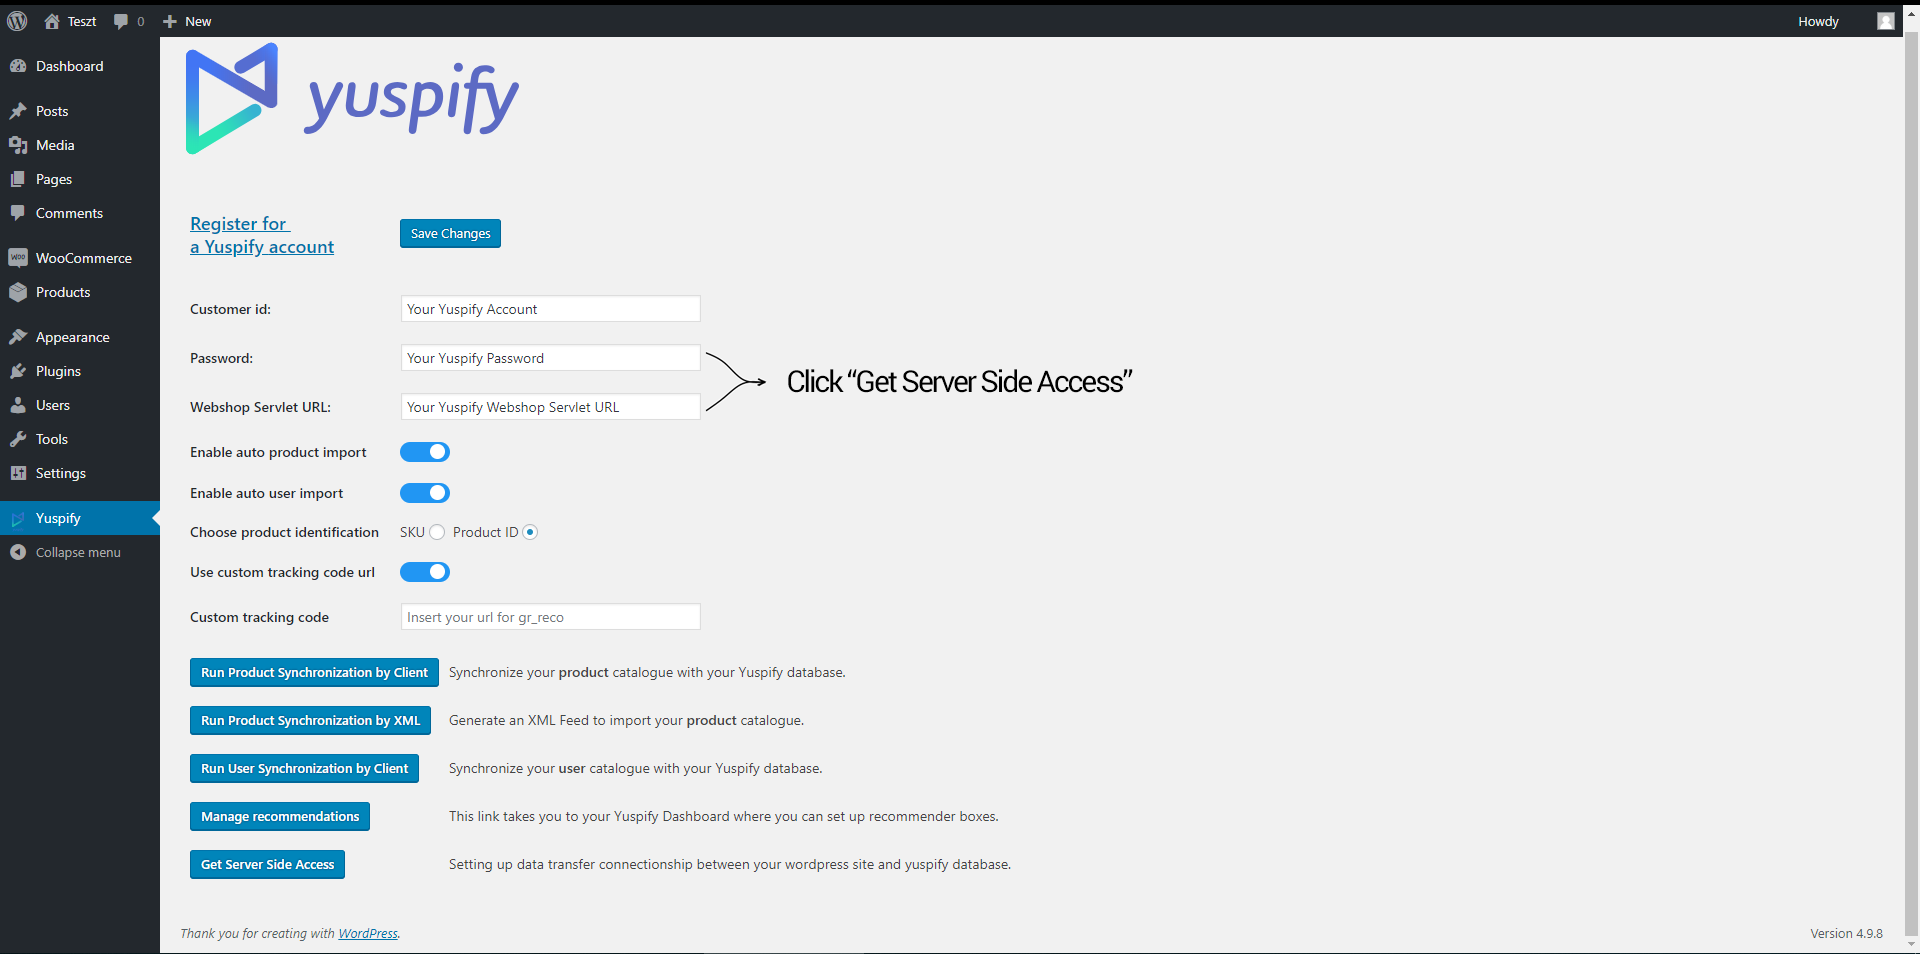 Teszt 0 New Howdy
Dashboard
Posts
Media
Pages
Comments
WooCommerce
Products
Appearance
Plugins
Users
Tools
Settings
Yuspify
Collapse menu
yuspify
Register for
a Yuspify account
Save Changes
Customer id: Your Yuspify Account
Password: Your Yuspify Password
Click “Get Server Side Access”
Webshop Servlet URL: Your Yuspify Webshop Servlet URL
Enable auto product import
Enable auto user import
Choose product identification SKU Product ID
Use custom tracking code url
Custom tracking code Insert your url for gr_reco
Run Product Synchronization by Client Synchronize your product catalogue with your Yuspify database.
Run Product Synchronization by XML Generate an XML Feed to import your product catalogue.
Run User Synchronization by Client Synchronize your user catalogue with your Yuspify database.
Manage recommendations This link takes you to your Yuspify Dashboard where you can set up recommender boxes.
Get Server Side Access Setting up data transfer connectionship between your wordpress site and yuspify database.
Thank you for creating with WordPress. Version 4.9.8